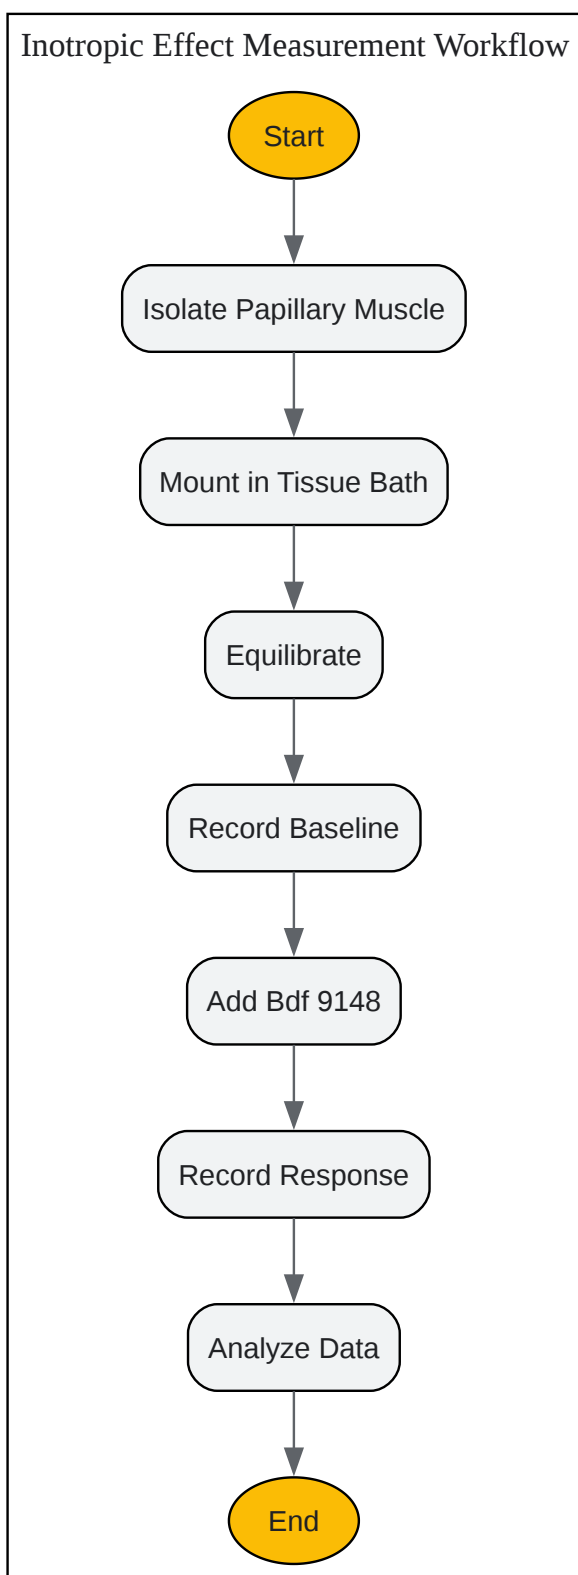 Inotropic Effect Measurement Workflow
Start
Isolate Papillary Muscle
Mount in Tissue Bath
Equilibrate
Record Baseline
Add Bdf 9148
Record Response
Analyze Data
End